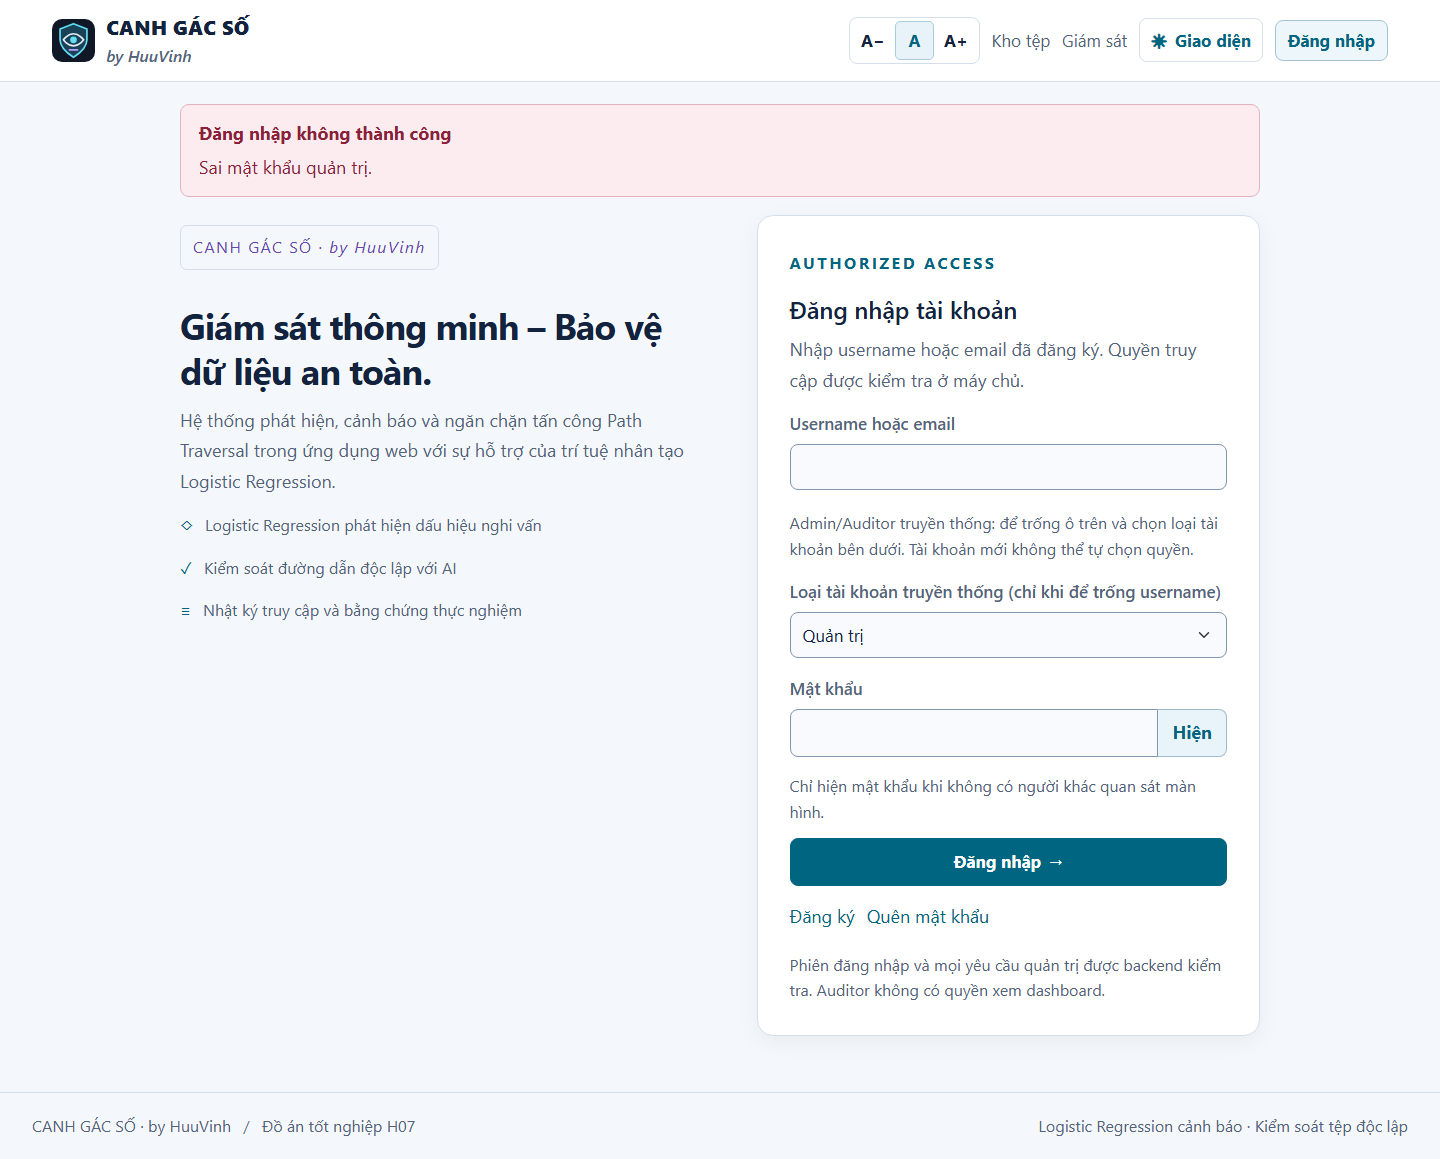 CANH GÁC SỐ
by HuuVinh
A− A A+ Kho tệp Giám sát Giao diện Đăng nhập
Đăng nhập không thành công
Sai mật khẩu quản trị.
CANH GÁC SỐ · by HuuVinh
Giám sát thông minh – Bảo vệ
dữ liệu an toàn.
Hệ thống phát hiện, cảnh báo và ngăn chặn tấn công Path
Traversal trong ứng dụng web với sự hỗ trợ của trí tuệ nhân tạo
Logistic Regression.
◇ Logistic Regression phát hiện dấu hiệu nghi vấn
✓ Kiểm soát đường dẫn độc lập với AI
≡ Nhật ký truy cập và bằng chứng thực nghiệm
AUTHORIZED ACCESS
Đăng nhập tài khoản
Nhập username hoặc email đã đăng ký. Quyền truy
cập được kiểm tra ở máy chủ.
Username hoặc email
Admin/Auditor truyền thống: để trống ô trên và chọn loại tài
khoản bên dưới. Tài khoản mới không thể tự chọn quyền.
Loại tài khoản truyền thống (chỉ khi để trống username)
Quản trị
Mật khẩu
Hiện
Chỉ hiện mật khẩu khi không có người khác quan sát màn
hình.
Đăng nhập →
Đăng ký Quên mật khẩu
Phiên đăng nhập và mọi yêu cầu quản trị được backend kiểm
tra. Auditor không có quyền xem dashboard.
CANH GÁC SỐ · by HuuVinh / Đồ án tốt nghiệp H07
Logistic Regression cảnh báo · Kiểm soát tệp độc lập